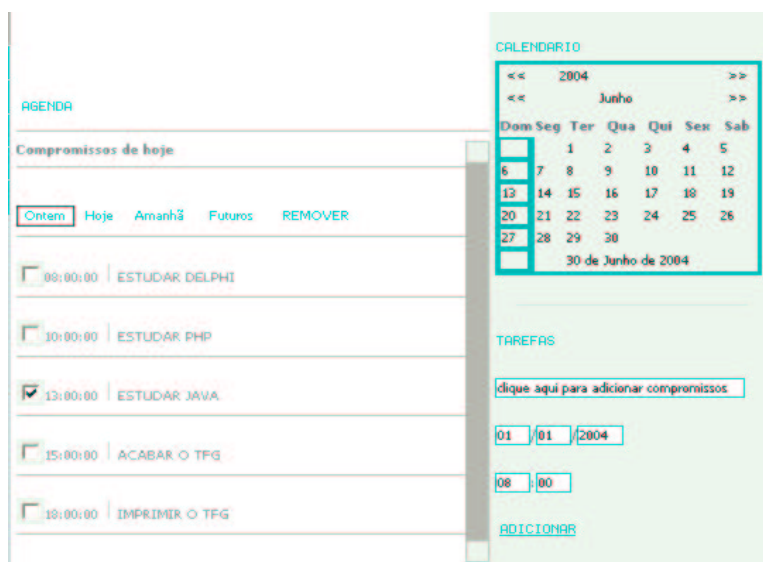 AGENDA
Compromissos de hoje
Ontem Hoje Amanhã Futuros REMOVER
08:00:00 ESTUDAR DELPHI
10:00:00 ESTUDAR PHP
13:00:00 ESTUDAR JAVA
15:00:00 ACABAR O TFG
18:00:00 IMPRIMIR O TFG
CALENDARIO
<< 2004 >>
<< Junho >>
Dom Seg Ter Qua Qui Sex Sab
1 2 3 4 5
6 7 8 9 10 11 12
13 14 15 16 17 18 19
20 21 22 23 24 25 26
27 28 29 30
30 de Junho de 2004
TAREFAS
clique aqui para adicionar compromissos
01 / 01 / 2004
08 : 00
ADICIONAR